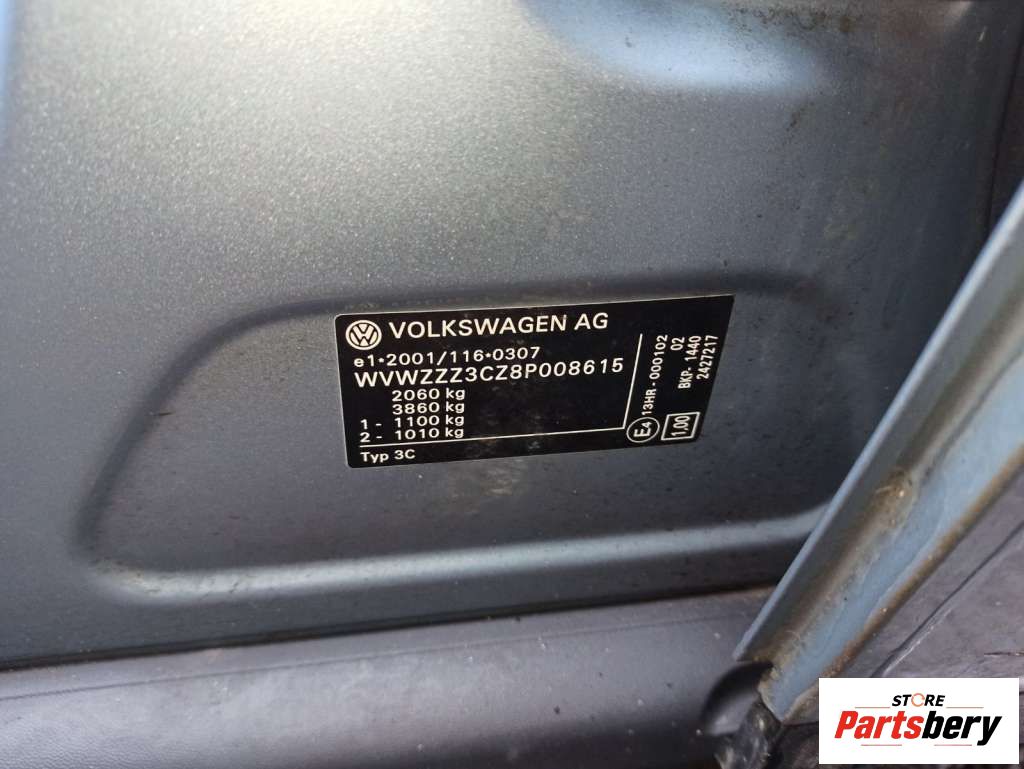 VOLKSWAGEN AG
e1*2001/116*0307
WVWZZZ3CZ8P008615
2060 kg
3860 kg
1 - 1100 kg
2 - 1010 kg
Typ 3C
E4 13HR-000102
02
BKP- 1440
2427217
1.00
STORE
Partsbery